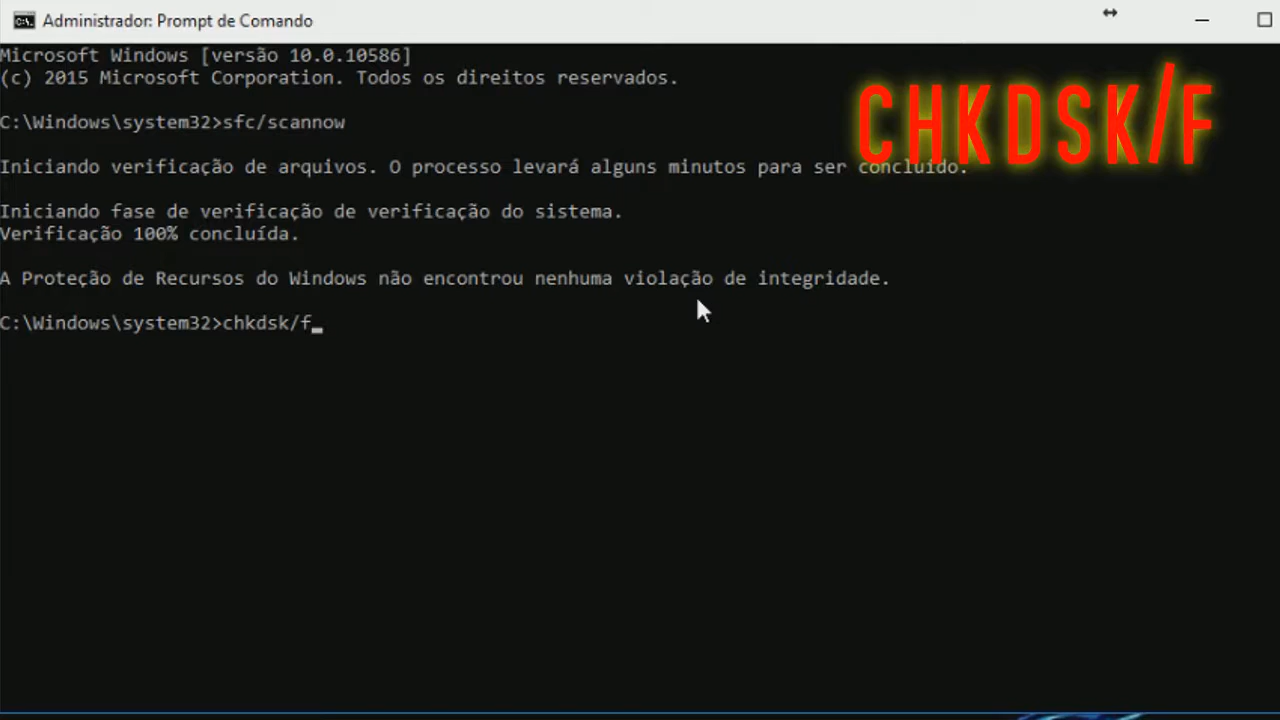 Administrador: Prompt de Comando
Microsoft Windows [versão 10.0.10586]
(c) 2015 Microsoft Corporation. Todos os direitos reservados.
CHKDSK/F
C:\Windows\system32>sfc/scannow
Iniciando verificação de arquivos. O processo levará alguns minutos para ser concluído.
Iniciando fase de verificação de verificação do sistema.
Verificação 100% concluída.
A Proteção de Recursos do Windows não encontrou nenhuma violação de integridade.
C:\Windows\system32>chkdsk/f_